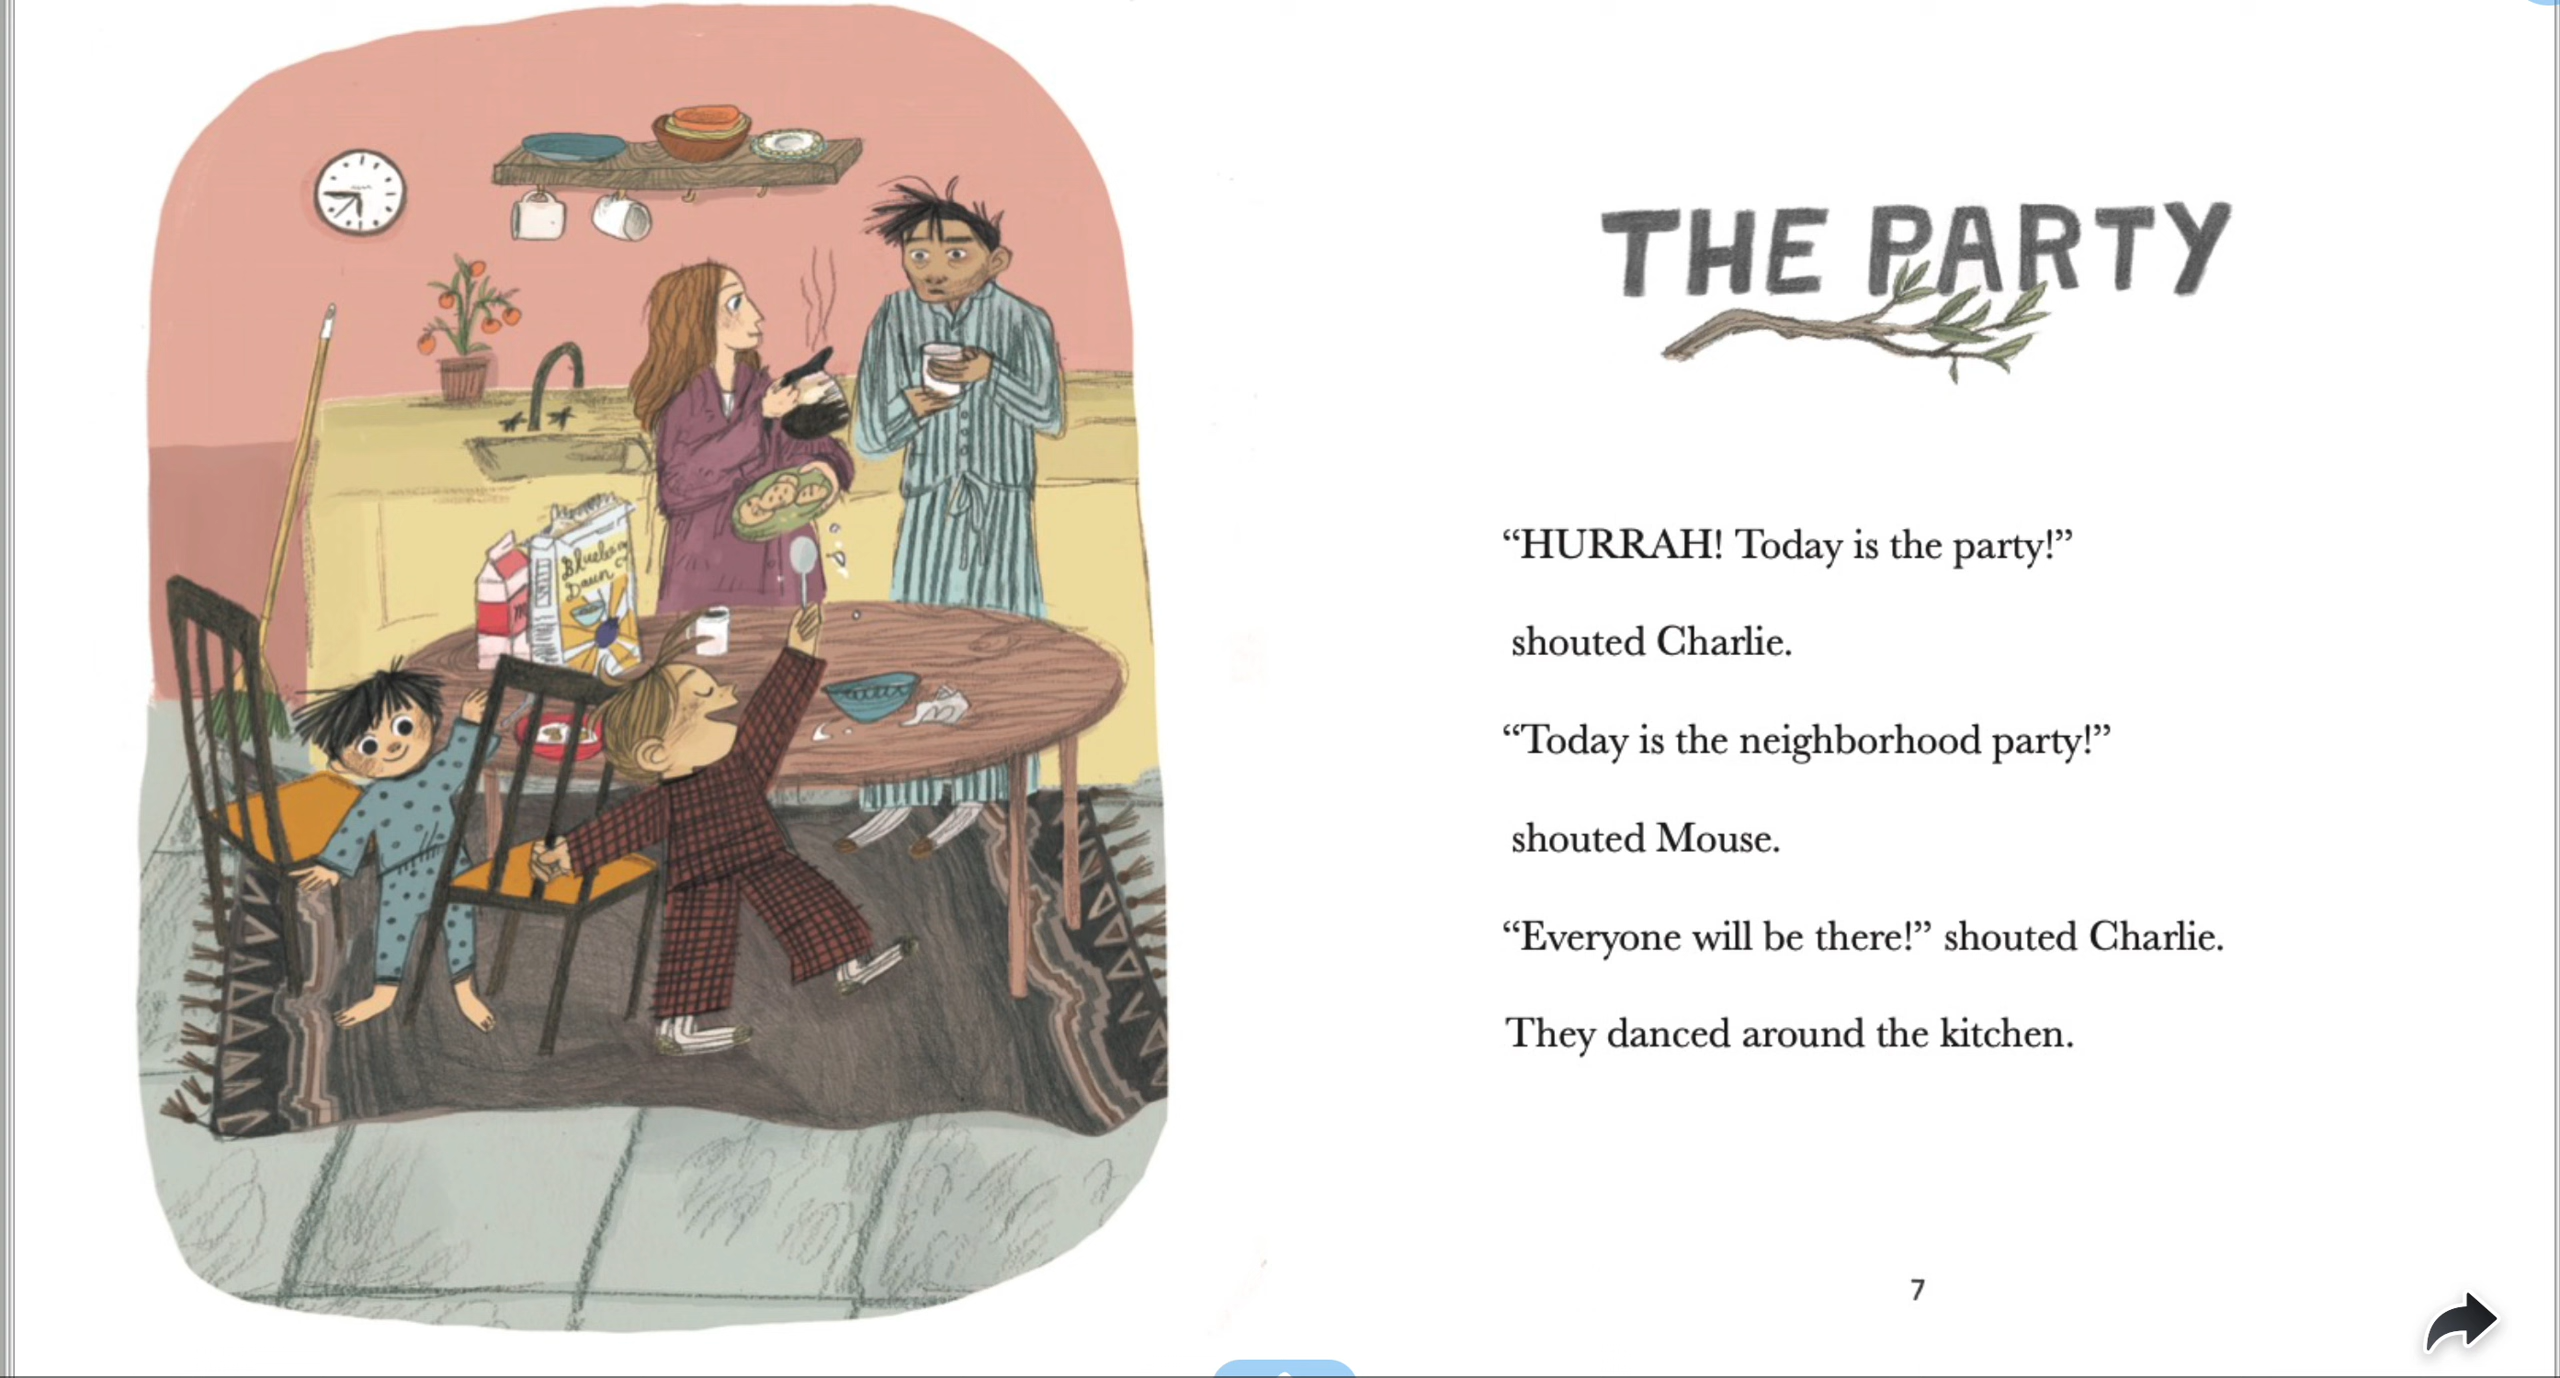 THE PARTY
“HURRAH! Today is the party!”
shouted Charlie.
“Today is the neighborhood party!”
shouted Mouse.
“Everyone will be there!” shouted Charlie.
They danced around the kitchen.
7